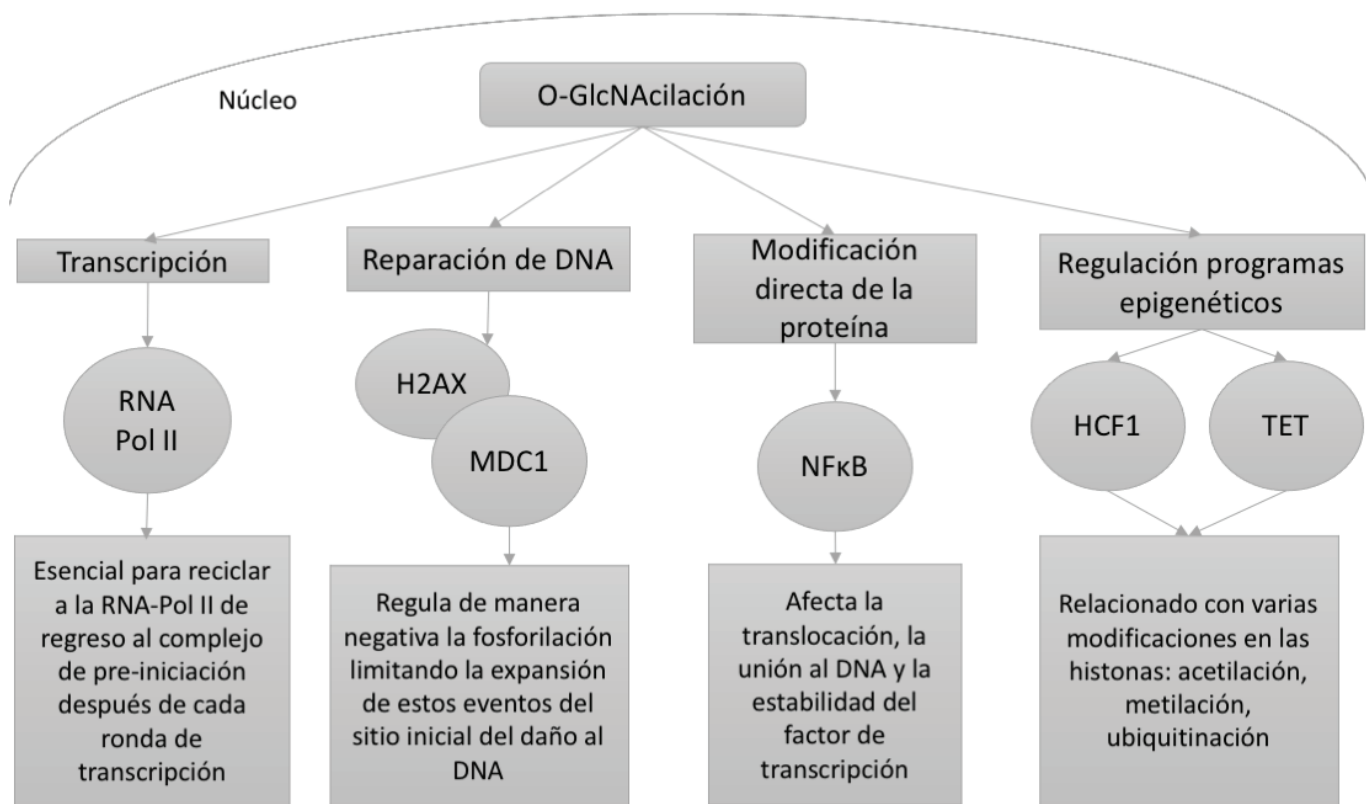 Núcleo
O-GlcNAcilación
Transcripción
RNA
Pol II
Esencial para reciclar
a la RNA-Pol II de
regreso al complejo
de pre-iniciación
después de cada
ronda de
transcripción
Reparación de DNA
H2AX
MDC1
Regula de manera
negativa la fosforilación
limitando la expansión
de estos eventos del
sitio inicial del daño al
DNA
Modificación
directa de la
proteína
NFκB
Afecta la
translocación, la
unión al DNA y la
estabilidad del
factor de
transcripción
Regulación programas
epigenéticos
HCF1
TET
Relacionado con varias
modificaciones en las
histonas: acetilación,
metilación,
ubiquitinación